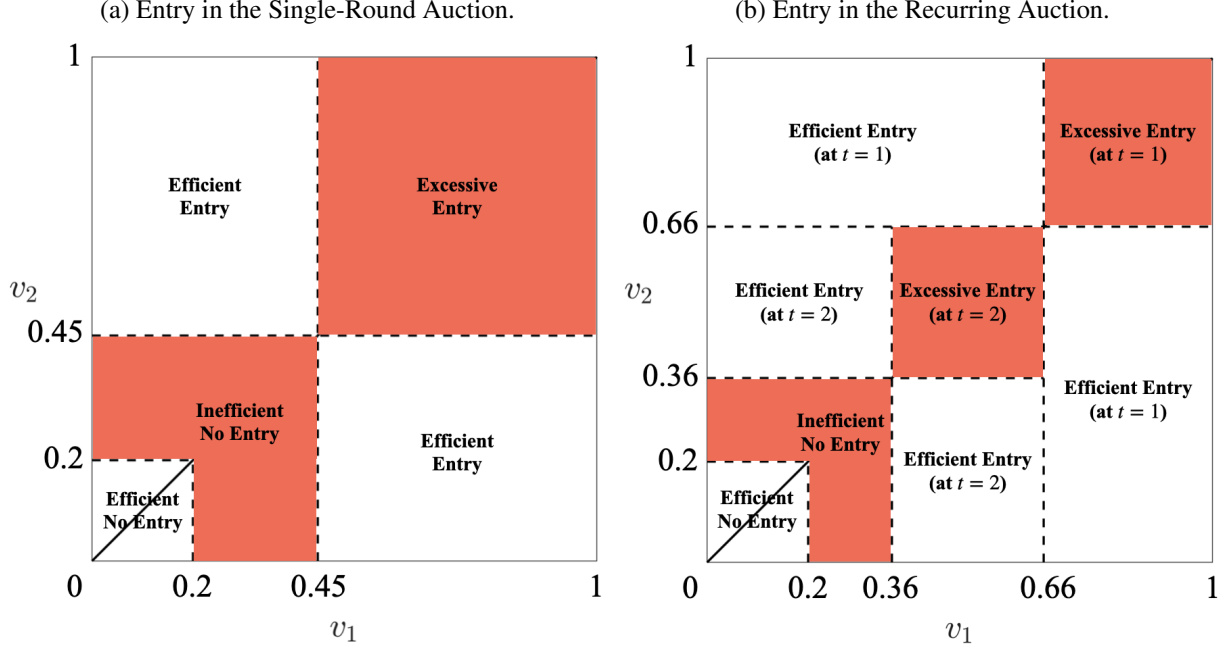 (a) Entry in the Single-Round Auction.
1
Efficient
Entry
Excessive
Entry
v₂
0.45
Inefficient
No Entry
Efficient
Entry
0.2
Efficient
No Entry
0
0.2
0.45
1
v₁
(b) Entry in the Recurring Auction.
1
Efficient Entry
(at t = 1)
Excessive Entry
(at t = 1)
0.66
v₂
Efficient Entry
(at t = 2)
Excessive Entry
(at t = 2)
0.36
Efficient Entry
(at t = 1)
Inefficient
No Entry
0.2
Efficient Entry
(at t = 2)
Efficient
No Entry
0
0.2
0.36
0.66
1
v₁